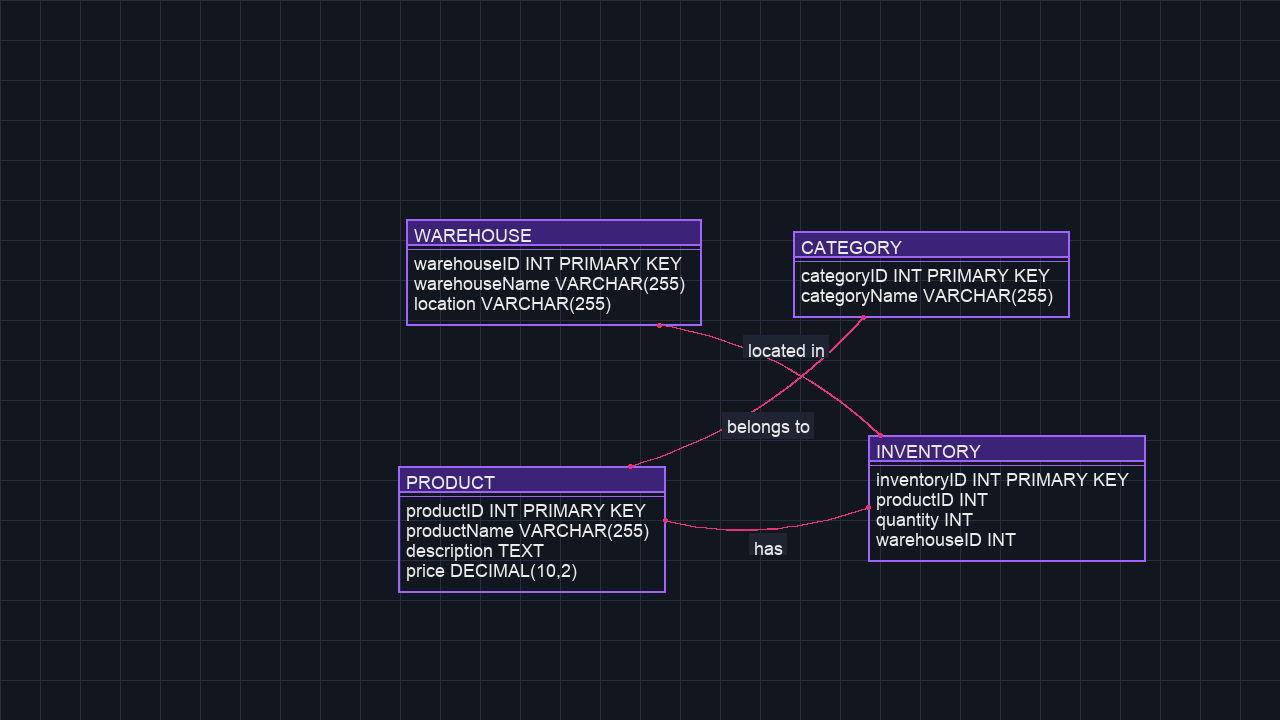 WAREHOUSE
warehouseID INT PRIMARY KEY
warehouseName VARCHAR(255)
location VARCHAR(255)
CATEGORY
categoryID INT PRIMARY KEY
categoryName VARCHAR(255)
located in
belongs to
PRODUCT
productID INT PRIMARY KEY
productName VARCHAR(255)
description TEXT
price DECIMAL(10,2)
has
INVENTORY
inventoryID INT PRIMARY KEY
productID INT
quantity INT
warehouseID INT